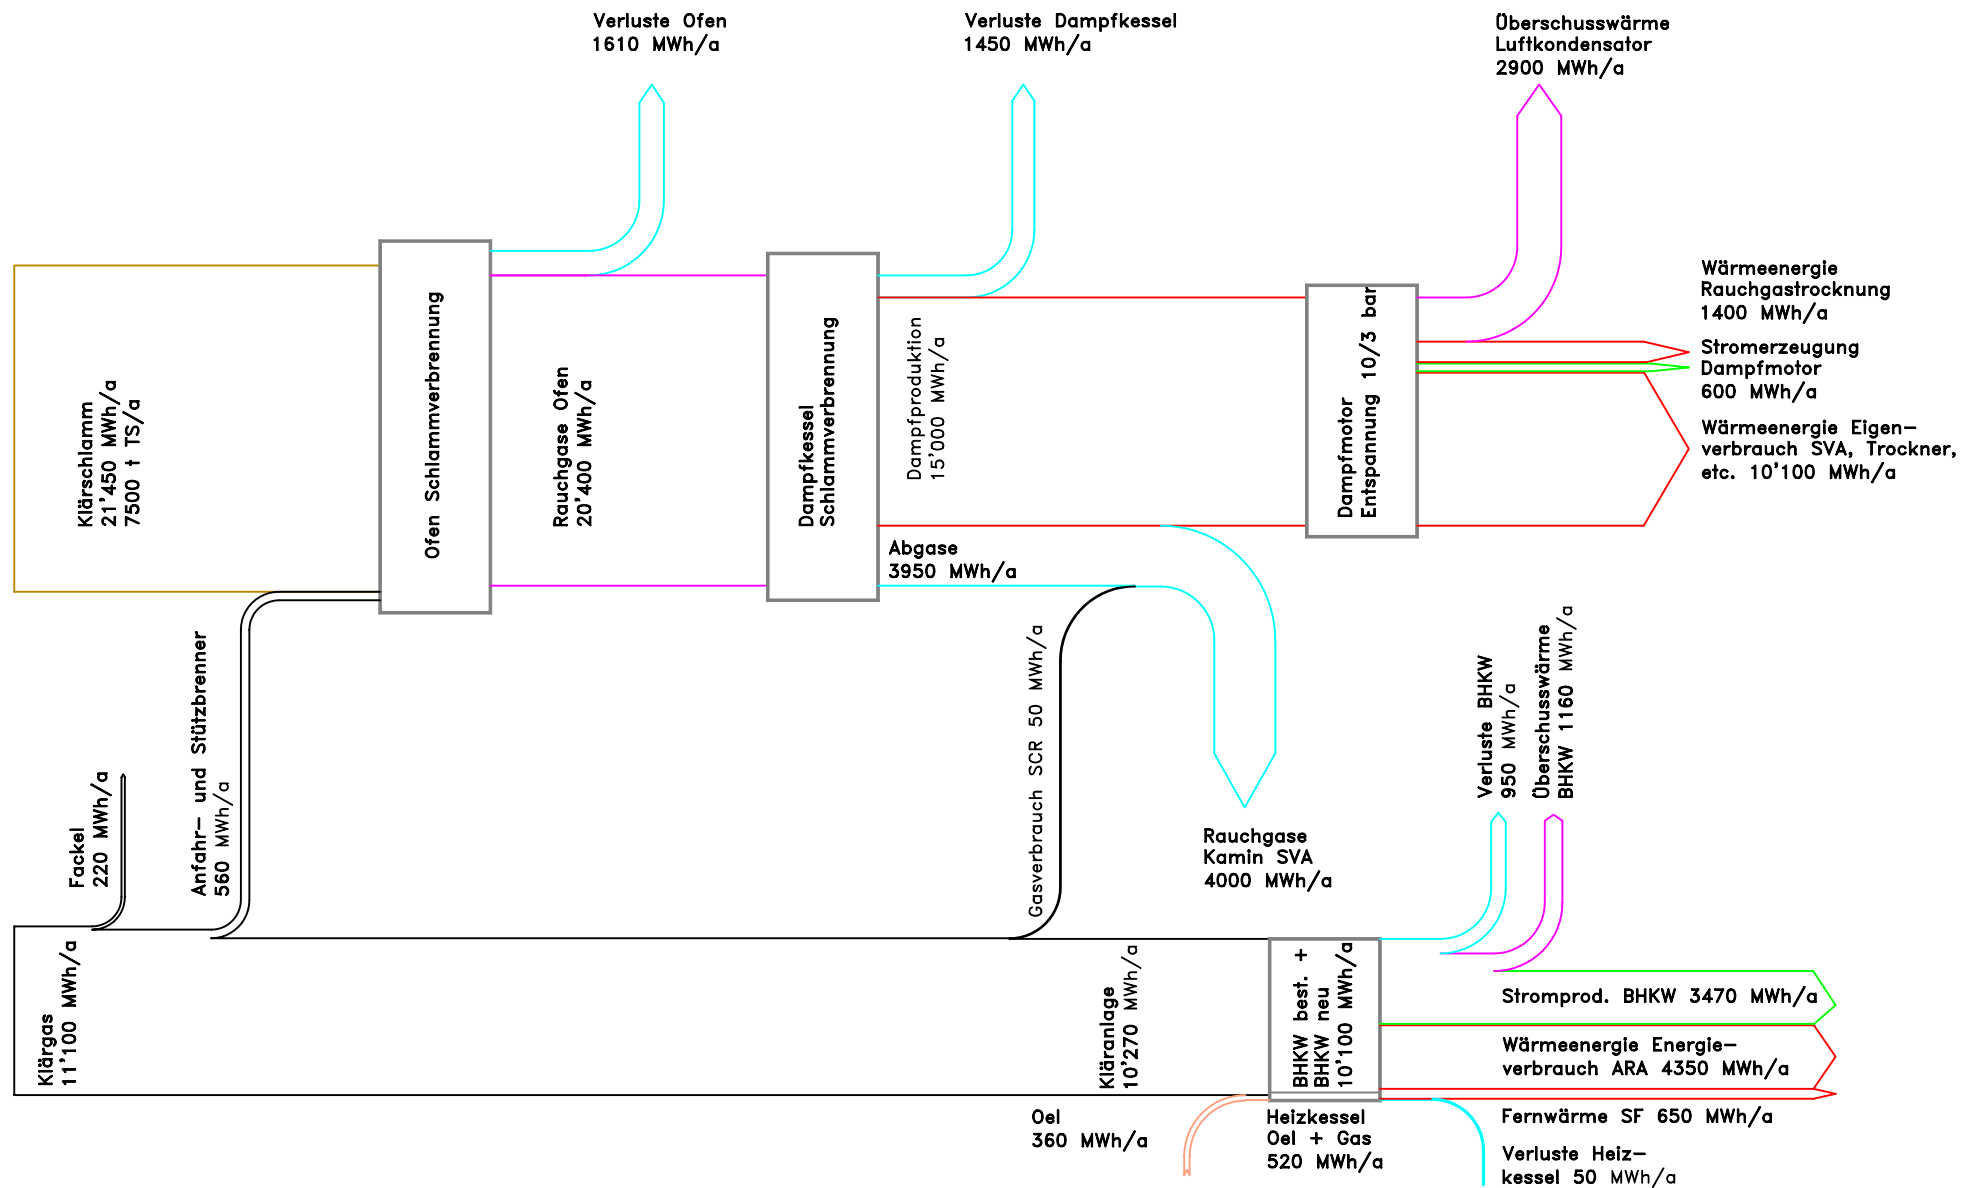 Verluste Ofen
1610 MWh/a
Verluste Dampfkessel
1450 MWh/a
Überschusswärme
Luftkondensator
2900 MWh/a
Klärschlamm
21'450 MWh/a
7500 t TS/a
Ofen Schlammverbrennung
Rauchgase Ofen
20'400 MWh/a
Dampfkessel
Schlammverbrennung
Dampfproduktion
15'000 MWh/a
Dampfmotor
Entspannung 10/3 bar
Wärmeenergie
Rauchgastrocknung
1400 MWh/a
Stromerzeugung
Dampfmotor
600 MWh/a
Wärmeenergie Eigen-
verbrauch SVA, Trockner,
etc. 10'100 MWh/a
Abgase
3950 MWh/a
Fackel
220 MWh/a
Anfahr- und Stützbrenner
560 MWh/a
Gasverbrauch SCR 50 MWh/a
Rauchgase
Kamin SVA
4000 MWh/a
Verluste BHKW
950 MWh/a
Überschusswärme
BHKW 1160 MWh/a
Klärgas
11'100 MWh/a
Kläranlage
10'270 MWh/a
BHKW best. +
BHKW neu
10'100 MWh/a
Stromprod. BHKW 3470 MWh/a
Wärmeenergie Energie-
verbrauch ARA 4350 MWh/a
Oel
360 MWh/a
Heizkessel
Oel + Gas
520 MWh/a
Fernwärme SF 650 MWh/a
Verluste Heiz-
kessel 50 MWh/a